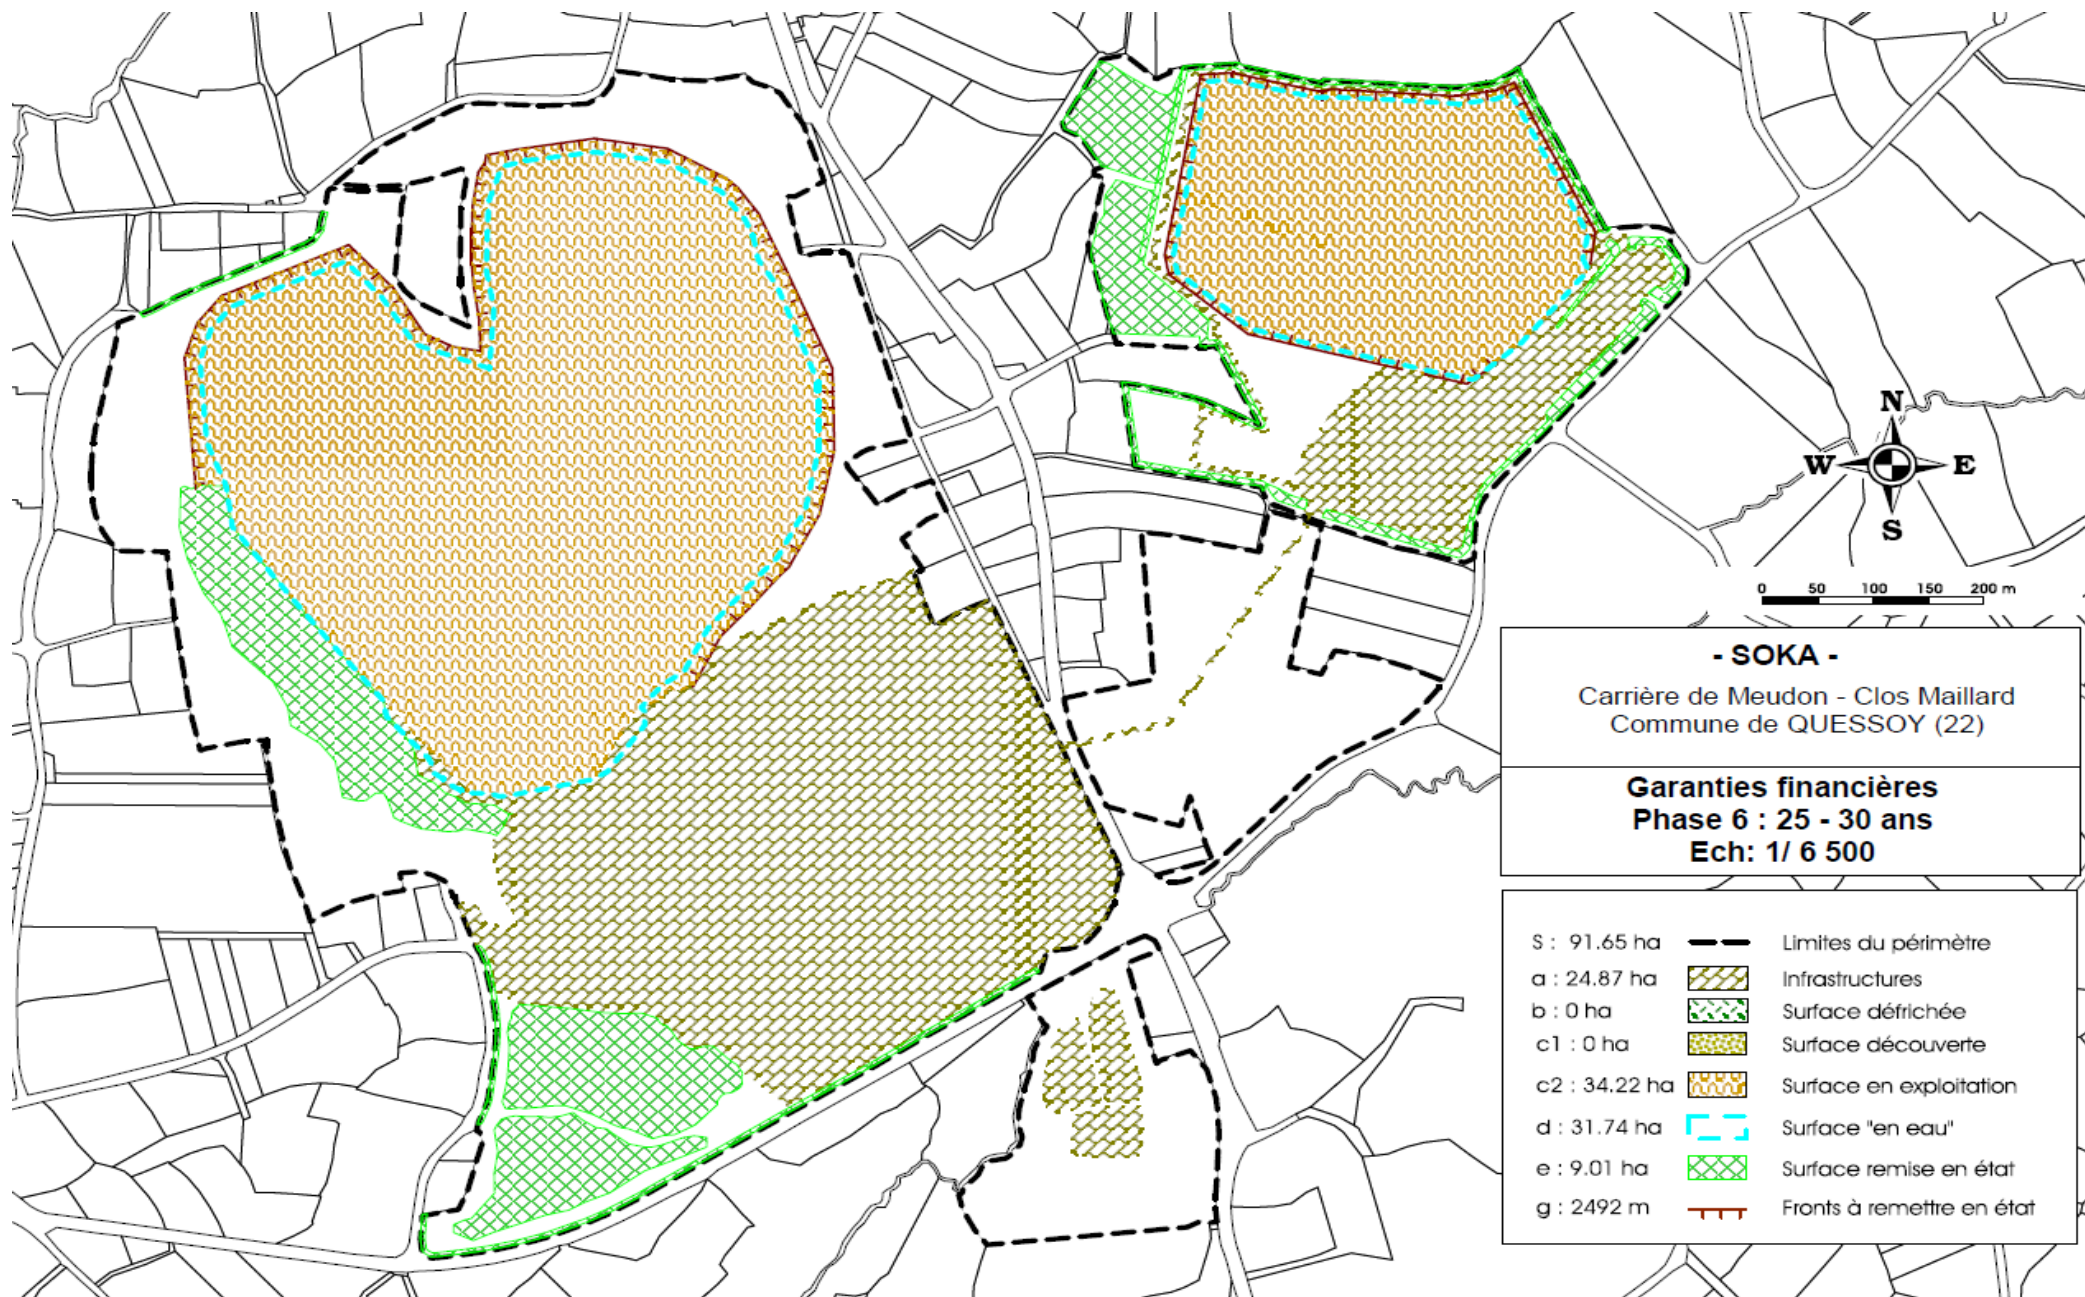 N
W E
S
0 50 100 150 200 m
- SOKA -
Carrière de Meudon - Clos Maillard
Commune de QUESSOY (22)
Garanties financières
Phase 6 : 25 - 30 ans
Ech: 1/ 6 500
S : 91.65 ha Limites du périmètre
a : 24.87 ha Infrastructures
b : 0 ha Surface défrichée
c1 : 0 ha Surface découverte
c2 : 34.22 ha Surface en exploitation
d : 31.74 ha Surface "en eau"
e : 9.01 ha Surface remise en état
g : 2492 m Fronts à remettre en état